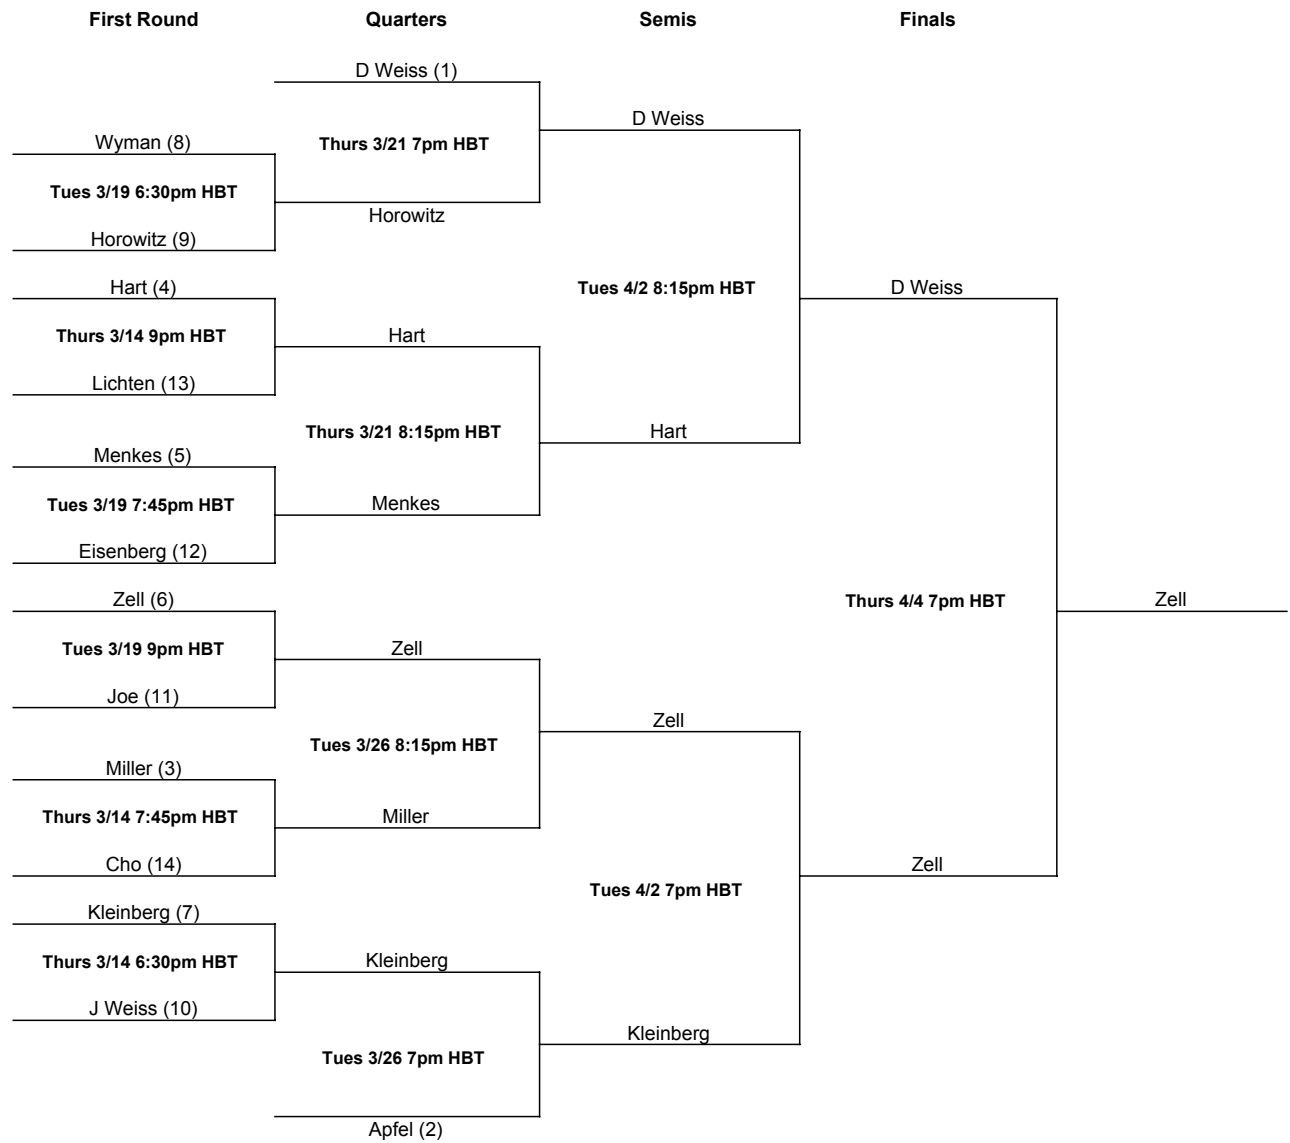 First Round Quarters Semis Finals
D Weiss (1)
D Weiss
Wyman (8)
Thurs 3/21 7pm HBT
Tues 3/19 6:30pm HBT
Horowitz
Horowitz (9)
Hart (4)
Tues 4/2 8:15pm HBT
D Weiss
Thurs 3/14 9pm HBT
Hart
Lichten (13)
Thurs 3/21 8:15pm HBT
Hart
Menkes (5)
Tues 3/19 7:45pm HBT
Menkes
Eisenberg (12)
Zell (6)
Thurs 4/4 7pm HBT
Zell
Tues 3/19 9pm HBT
Zell
Joe (11)
Zell
Tues 3/26 8:15pm HBT
Miller (3)
Thurs 3/14 7:45pm HBT
Miller
Cho (14)
Zell
Tues 4/2 7pm HBT
Kleinberg (7)
Thurs 3/14 6:30pm HBT
Kleinberg
J Weiss (10)
Kleinberg
Tues 3/26 7pm HBT
Apfel (2)